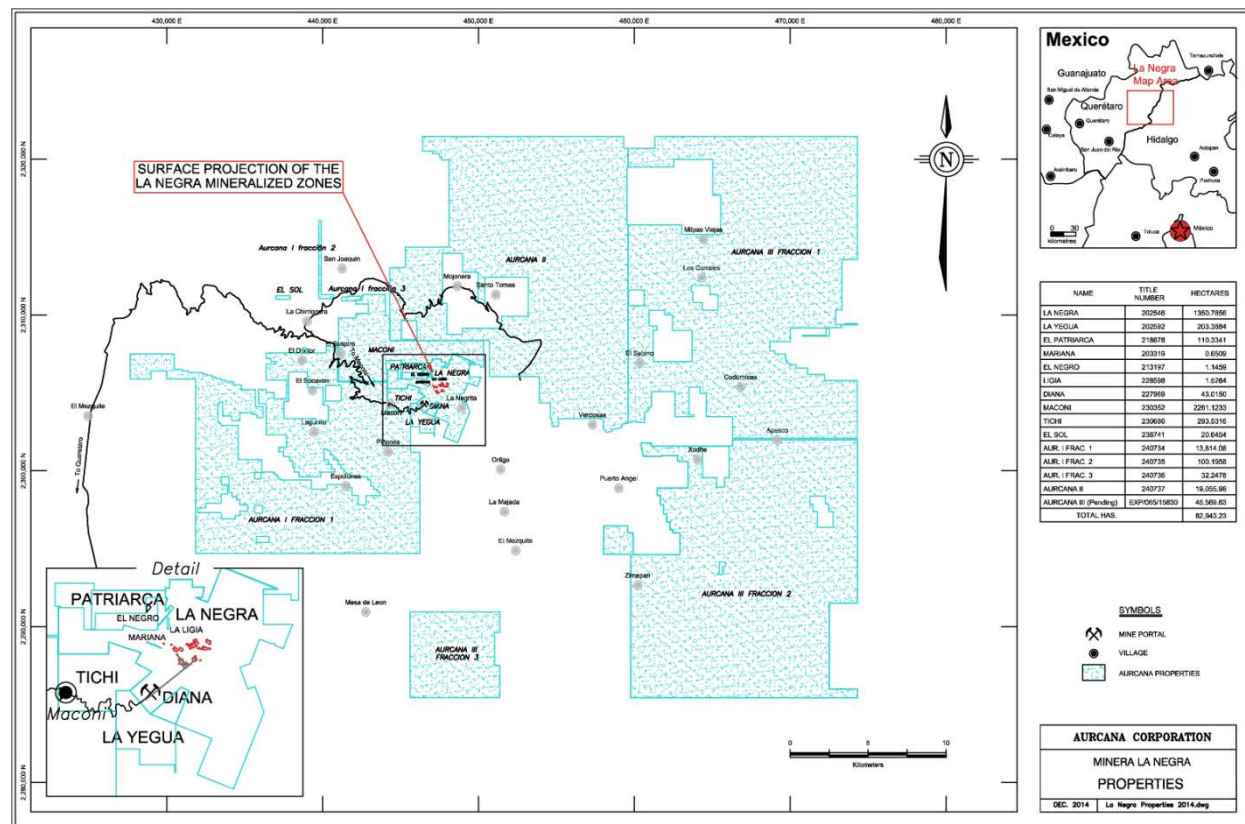 430,000 E
440,000 E
450,000 E
460,000 E
470,000 E
480,000 E
2,320,000 N
2,310,000 N
2,300,000 N
2,290,000 N
2,280,000 N
SURFACE PROJECTION OF THE
LA NEGRA MINERALIZED ZONES
N
Aurcana I fracción 2
San Joaquin
EL SOL
Aurcana I fracción 3
Mojonera
Santo Tomas
AURCANA II
Milpas Viejas
AURCANA III FRACCION 1
Los Corrales
El Doctor
MACONI
El Sabino
PATRIARCA
LA NEGRA
El Socavón
TICHI
La Negrita
DIANA
Maconi
LA YEGUA
El Mezquite
Lagunita
Verdosas
Apesco
To Queretaro
Piñones
Xodhe
Ortiga
Puerto Angel
Espolones
La Majada
AURCANA I FRACCION 1
El Mezquite
Zimapan
Mesa de Leon
AURCANA III FRACCION 2
AURCANA III
FRACCION 3
Detail
PATRIARCA
EL NEGRO
LA NEGRA
LA LIGIA
MARIANA
TICHI
DIANA
Maconi
LA YEGUA
0 5 10
Kilometers
Mexico
La Negra
Map Area
Guanajuato
San Miguel de Allende
Querétaro
Querétaro
Celaya
San Juan del Río
Hidalgo
Pachuca
Toluca
México
0 30
kilometres
NAME TITLE NUMBER HECTARES
LA NEGRA 202546 1350.7856
LA YEGUA 202592 203.3884
EL PATRIARCA 218878 110.3341
MARIANA 203319 0.6509
EL NEGRO 213197 1.1459
LIGIA 228598 1.5284
DIANA 227969 43.0150
MACONI 230352 2261.1233
TICHI 230686 293.5316
EL SOL 238741 20.6454
AUR. I FRAC. 1 240734 13,614.08
AUR. I FRAC. 2 240735 100.1958
AUR. I FRAC. 3 240736 32.2478
AURCANA II 240737 19,055.98
AURCANA III (Pending) EXP/065/15830 45,569.83
TOTAL HAS. 82,943.23
SYMBOLS
MINE PORTAL
VILLAGE
AURCANA PROPERTIES
AURCANA CORPORATION
MINERA LA NEGRA
PROPERTIES
DEC. 2014 La Negra Properties 2014.dwg